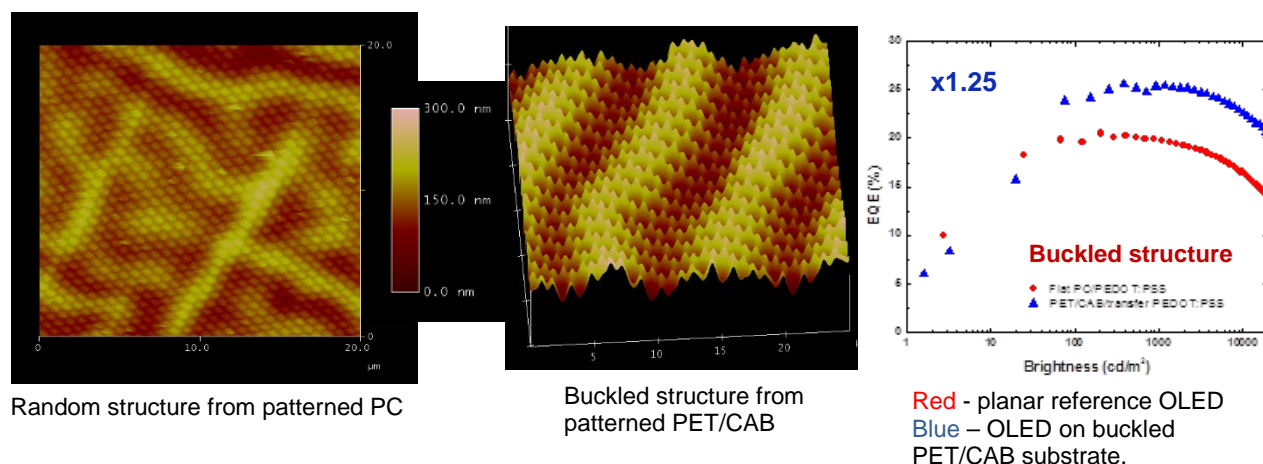 20.0
10.0
0
0
10.0
20.0
µm
300.0 nm
150.0 nm
0.0 nm
Random structure from patterned PC
5
10
15
20
Buckled structure from
patterned PET/CAB
30
25
20
15
10
5
0
EQE (%)
x1.25
Buckled structure
Flat PC/PEDOT:PSS
PET/CAB/transfer PEDOT:PSS
1
10
100
1000
10000
Brightness (cd/m²)
Red - planar reference OLED
Blue – OLED on buckled
PET/CAB substrate.